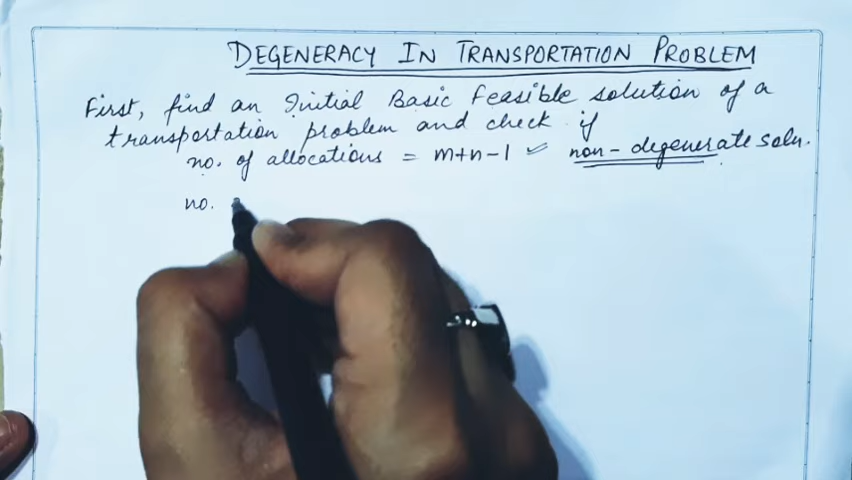 DEGENERACY IN TRANSPORTATION PROBLEM
First, find an Initial Basic Feasible solution of a
transportation problem and check if
no. of allocations = m+n-1 ✓ non-degenerate soln.
no.